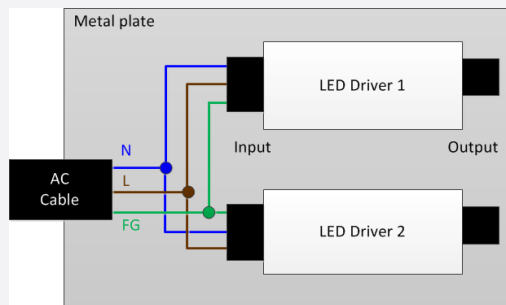 Metal plate
LED Driver 1
N
Input
Output
AC
Cable
L
FG
LED Driver 2